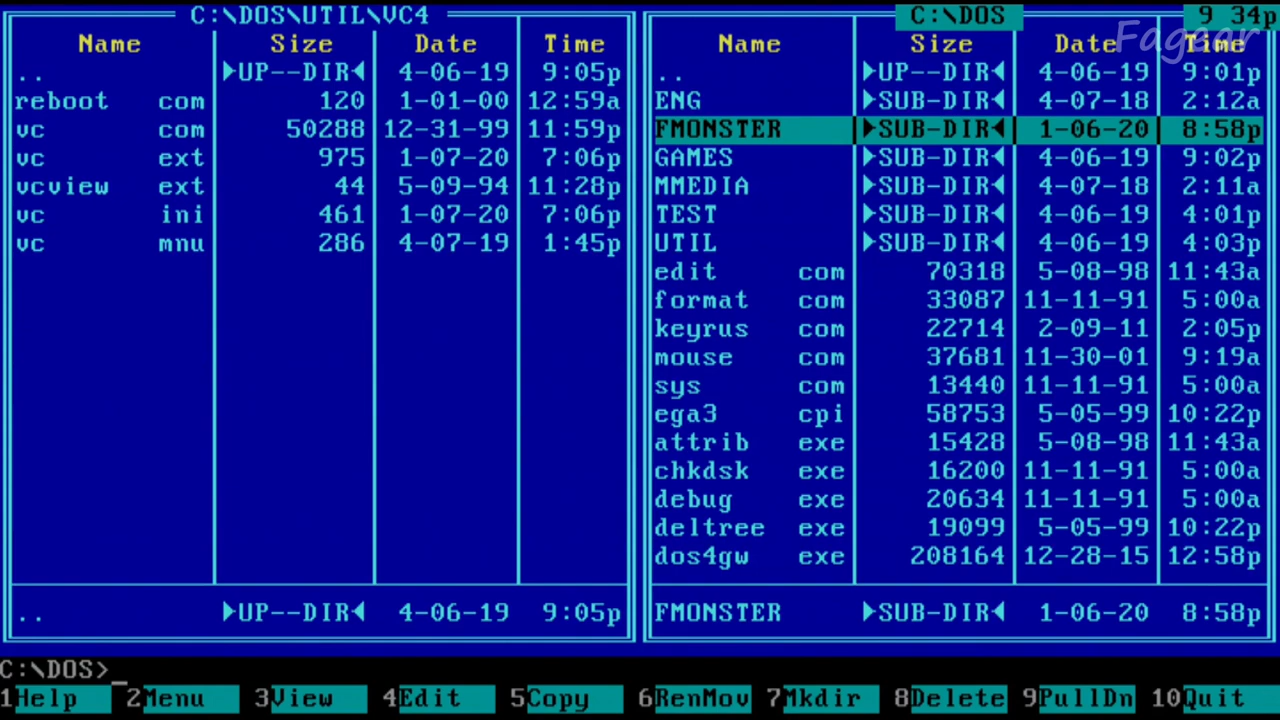 C:\DOS\UTIL\VC4
Name Size Date Time
.. ►UP--DIR◄ 4-06-19 9:05p
reboot com 120 1-01-00 12:59a
vc com 50288 12-31-99 11:59p
vc ext 975 1-07-20 7:06p
vcview ext 44 5-09-94 11:28p
vc ini 461 1-07-20 7:06p
vc mnu 286 4-07-19 1:45p
.. ►UP--DIR◄ 4-06-19 9:05p
C:\DOS 9 34p
Name Size Date Time
Fagear
.. ►UP--DIR◄ 4-06-19 9:01p
ENG ►SUB-DIR◄ 4-07-18 2:12a
FMONSTER ►SUB-DIR◄ 1-06-20 8:58p
GAMES ►SUB-DIR◄ 4-06-19 9:02p
MMEDIA ►SUB-DIR◄ 4-07-18 2:11a
TEST ►SUB-DIR◄ 4-06-19 4:01p
UTIL ►SUB-DIR◄ 4-06-19 4:03p
edit com 70318 5-08-98 11:43a
format com 33087 11-11-91 5:00a
keyrus com 22714 2-09-11 2:05p
mouse com 37681 11-30-01 9:19a
sys com 13440 11-11-91 5:00a
ega3 cpi 58753 5-05-99 10:22p
attrib exe 15428 5-08-98 11:43a
chkdsk exe 16200 11-11-91 5:00a
debug exe 20634 11-11-91 5:00a
deltree exe 19099 5-05-99 10:22p
dos4gw exe 208164 12-28-15 12:58p
FMONSTER ►SUB-DIR◄ 1-06-20 8:58p
C:\DOS>_
1Help 2Menu 3View 4Edit 5Copy 6RenMov 7Mkdir 8Delete 9PullDn 10Quit